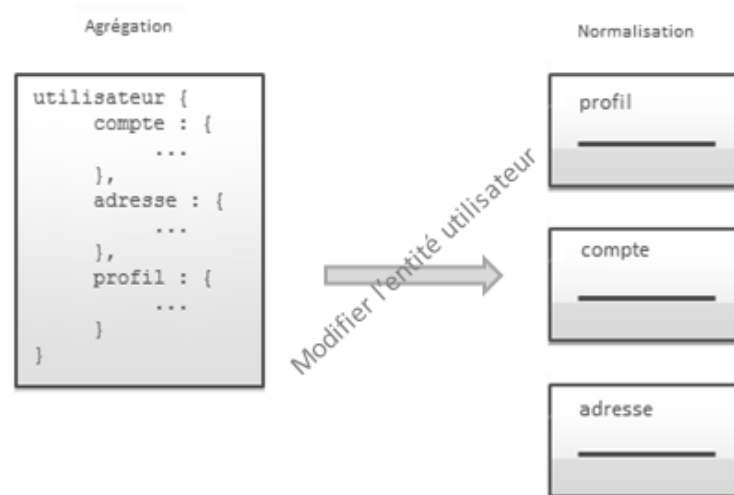 Agrégation
utilisateur {
compte : {
...
},
adresse : {
...
},
profil : {
...
}
}
Modifier l'entité utilisateur
Normalisation
profil
compte
adresse